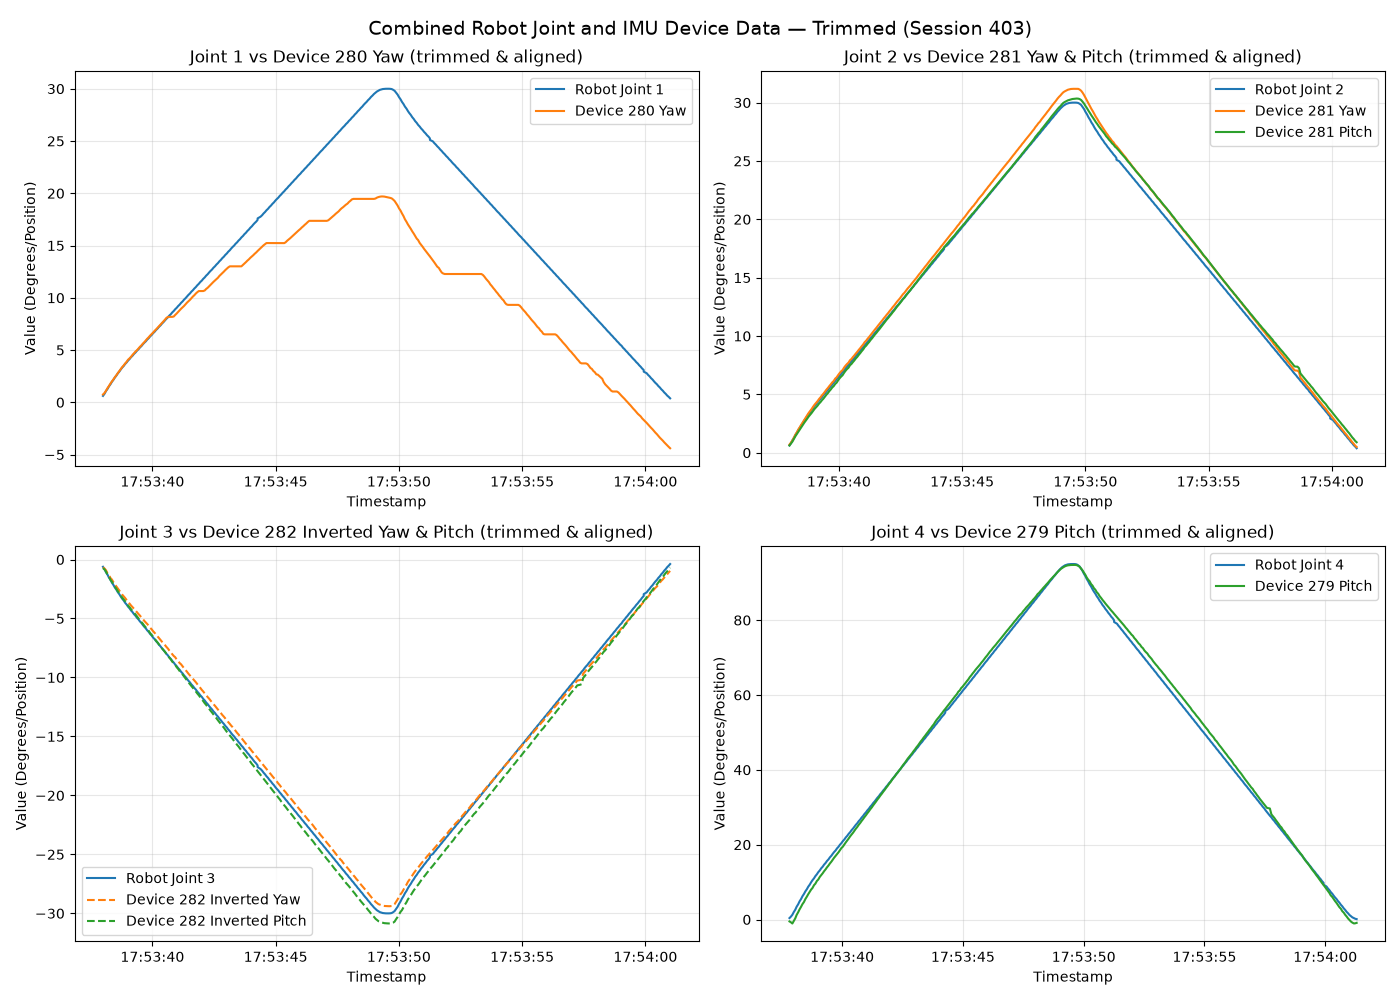 Combined Robot Joint and IMU Device Data — Trimmed (Session 403)
Joint 1 vs Device 280 Yaw (trimmed & aligned)
Value (Degrees/Position)
30
25
20
15
10
5
0
−5
Robot Joint 1
Device 280 Yaw
17:53:40
17:53:45
17:53:50
17:53:55
17:54:00
Timestamp
Joint 2 vs Device 281 Yaw & Pitch (trimmed & aligned)
Value (Degrees/Position)
30
25
20
15
10
5
0
Robot Joint 2
Device 281 Yaw
Device 281 Pitch
17:53:40
17:53:45
17:53:50
17:53:55
17:54:00
Timestamp
Joint 3 vs Device 282 Inverted Yaw & Pitch (trimmed & aligned)
Value (Degrees/Position)
0
−5
−10
−15
−20
−25
−30
Robot Joint 3
Device 282 Inverted Yaw
Device 282 Inverted Pitch
17:53:40
17:53:45
17:53:50
17:53:55
17:54:00
Timestamp
Joint 4 vs Device 279 Pitch (trimmed & aligned)
Value (Degrees/Position)
80
60
40
20
0
Robot Joint 4
Device 279 Pitch
17:53:40
17:53:45
17:53:50
17:53:55
17:54:00
Timestamp